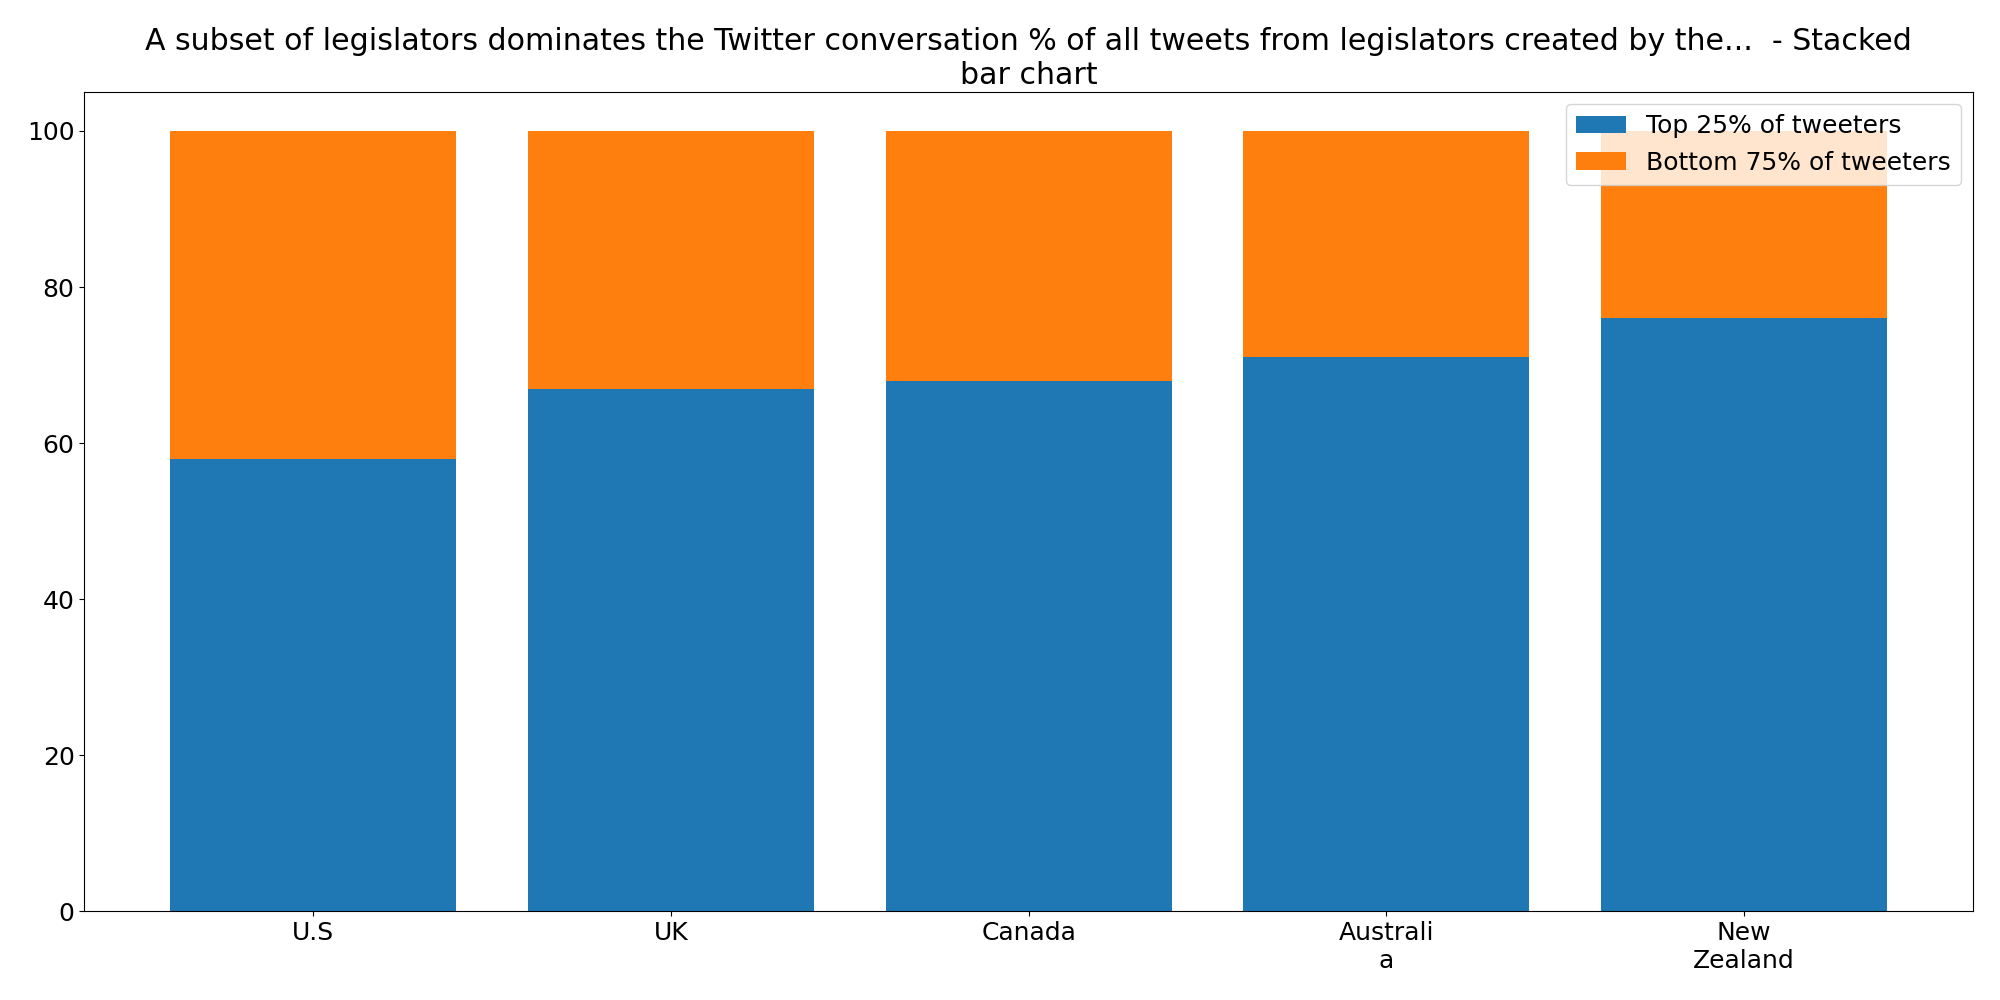 A subset of legislators dominates the Twitter conversation % of all tweets from legislators created by the...  - Stacked
bar chart
Top 25% of tweeters
Bottom 75% of tweeters
100
80
60
40
20
0
U.S
UK
Canada
Australi
a
New
Zealand